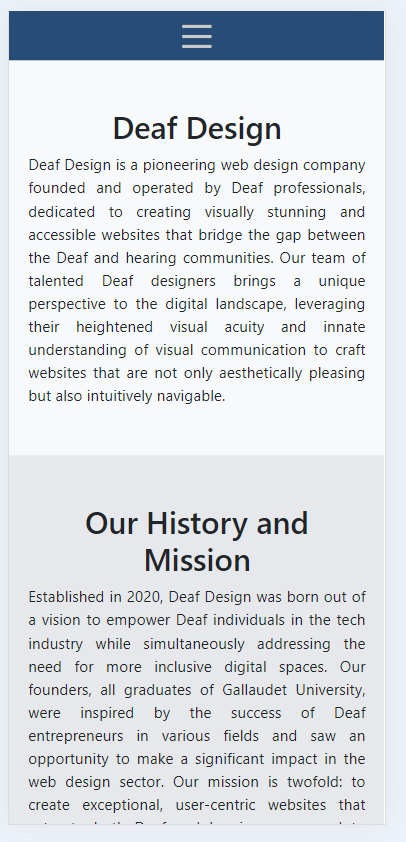 Deaf Design
Deaf Design is a pioneering web design company
founded and operated by Deaf professionals,
dedicated to creating visually stunning and
accessible websites that bridge the gap between
the Deaf and hearing communities. Our team of
talented Deaf designers brings a unique
perspective to the digital landscape, leveraging
their heightened visual acuity and innate
understanding of visual communication to craft
websites that are not only aesthetically pleasing
but also intuitively navigable.
Our History and
Mission
Established in 2020, Deaf Design was born out of
a vision to empower Deaf individuals in the tech
industry while simultaneously addressing the
need for more inclusive digital spaces. Our
founders, all graduates of Gallaudet University,
were inspired by the success of Deaf
entrepreneurs in various fields and saw an
opportunity to make a significant impact in the
web design sector. Our mission is twofold: to
create exceptional, user-centric websites that